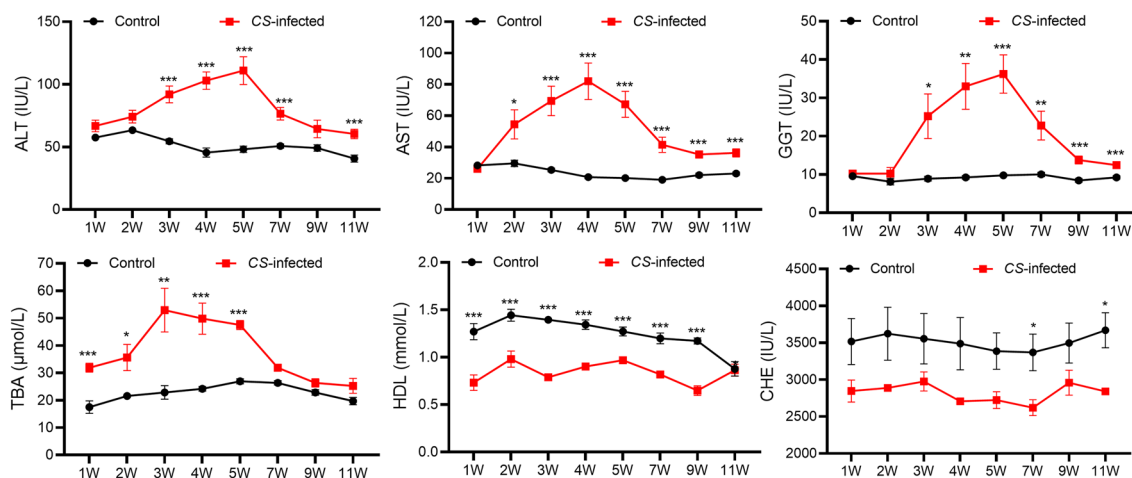 Control CS-infected
ALT (IU/L)
150
100
50
0
*** *** *** *** ***
1W 2W 3W 4W 5W 7W 9W 11W
Control CS-infected
AST (IU/L)
120
100
80
60
40
20
0
* *** *** *** *** *** ***
1W 2W 3W 4W 5W 7W 9W 11W
Control CS-infected
GGT (IU/L)
50
40
30
20
10
0
* ** *** ** *** ***
1W 2W 3W 4W 5W 7W 9W 11W
Control CS-infected
TBA (μmol/L)
70
60
50
40
30
20
10
0
*** * ** *** ***
1W 2W 3W 4W 5W 7W 9W 11W
Control CS-infected
HDL (mmol/L)
2.0
1.5
1.0
0.5
0.0
*** *** *** *** *** *** ***
1W 2W 3W 4W 5W 7W 9W 11W
Control CS-infected
CHE (IU/L)
4500
4000
3500
3000
2500
2000
* *
1W 2W 3W 4W 5W 7W 9W 11W